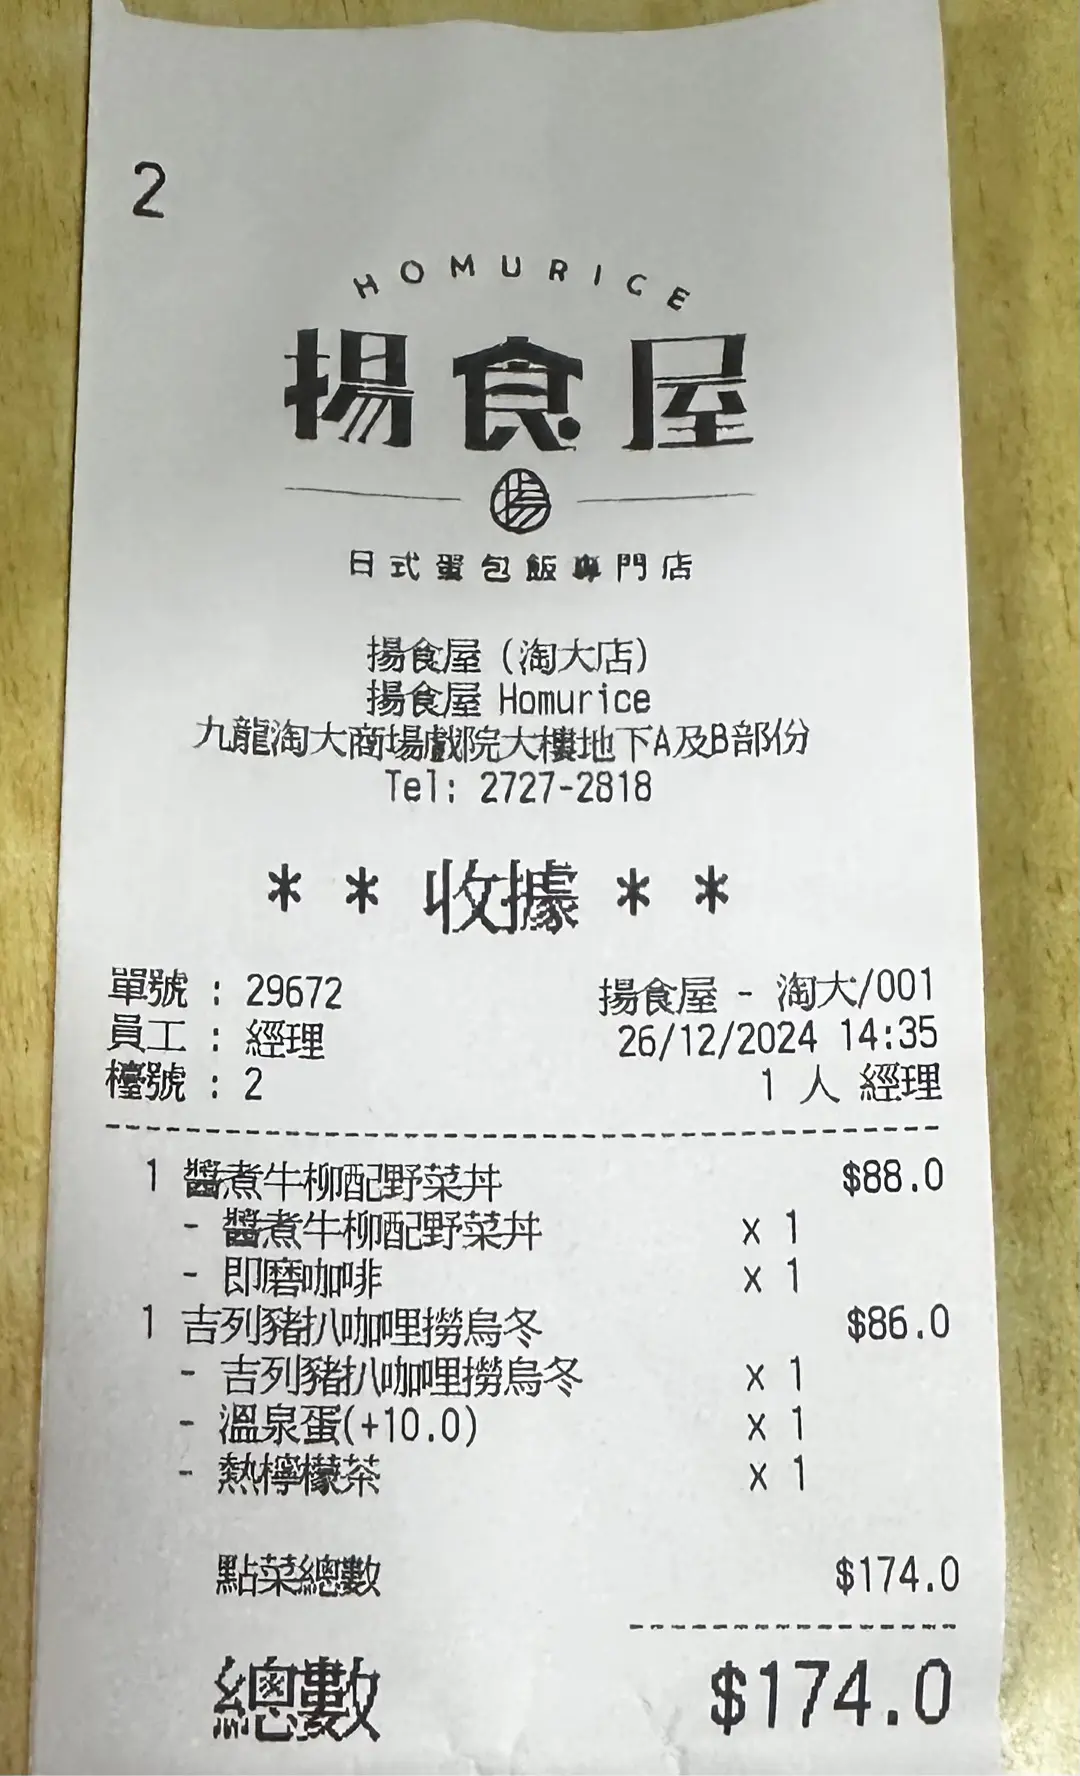 2
HOMURICE
揚食屋
揚
日式蛋包飯專門店
揚食屋 (淘大店)
揚食屋 Homurice
九龍淘大商場戲院大樓地下A及B部份
Tel: 2727-2818
* * 收據 * *
單號 : 29672 揚食屋 - 淘大/001
員工 : 經理 26/12/2024 14:35
檯號 : 2 1 人 經理
1 醬煮牛柳配野菜丼 $88.0
- 醬煮牛柳配野菜丼 x 1
- 即磨咖啡 x 1
1 吉列豬扒咖哩撈烏冬 $86.0
- 吉列豬扒咖哩撈烏冬 x 1
- 溫泉蛋(+10.0) x 1
- 熱檸檬茶 x 1
點菜總數 $174.0
總數 $174.0